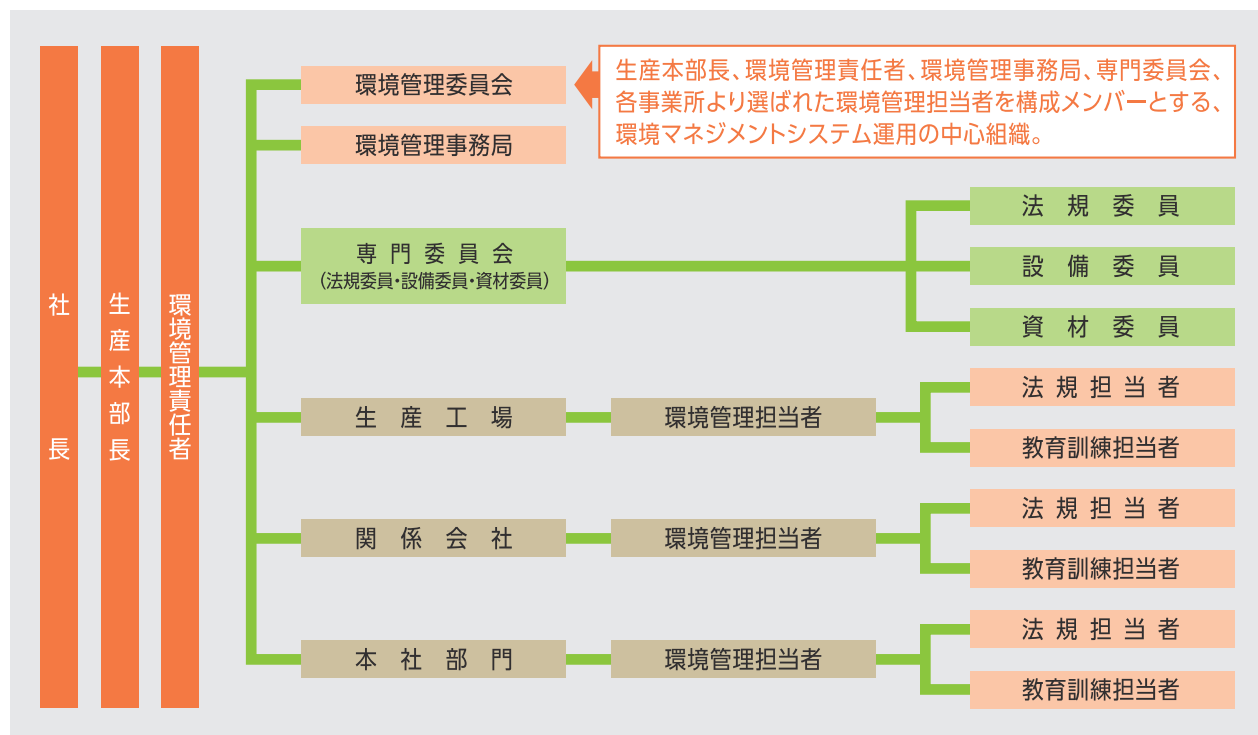 社長
生産本部長
環境管理責任者
環境管理委員会
生産本部長、環境管理責任者、環境管理事務局、専門委員会、
各事業所より選ばれた環境管理担当者を構成メンバーとする、
環境マネジメントシステム運用の中心組織。
環境管理事務局
専門委員会
(法規委員・設備委員・資材委員)
法規委員
設備委員
資材委員
生産工場
環境管理担当者
法規担当者
教育訓練担当者
関係会社
環境管理担当者
法規担当者
教育訓練担当者
本社部門
環境管理担当者
法規担当者
教育訓練担当者